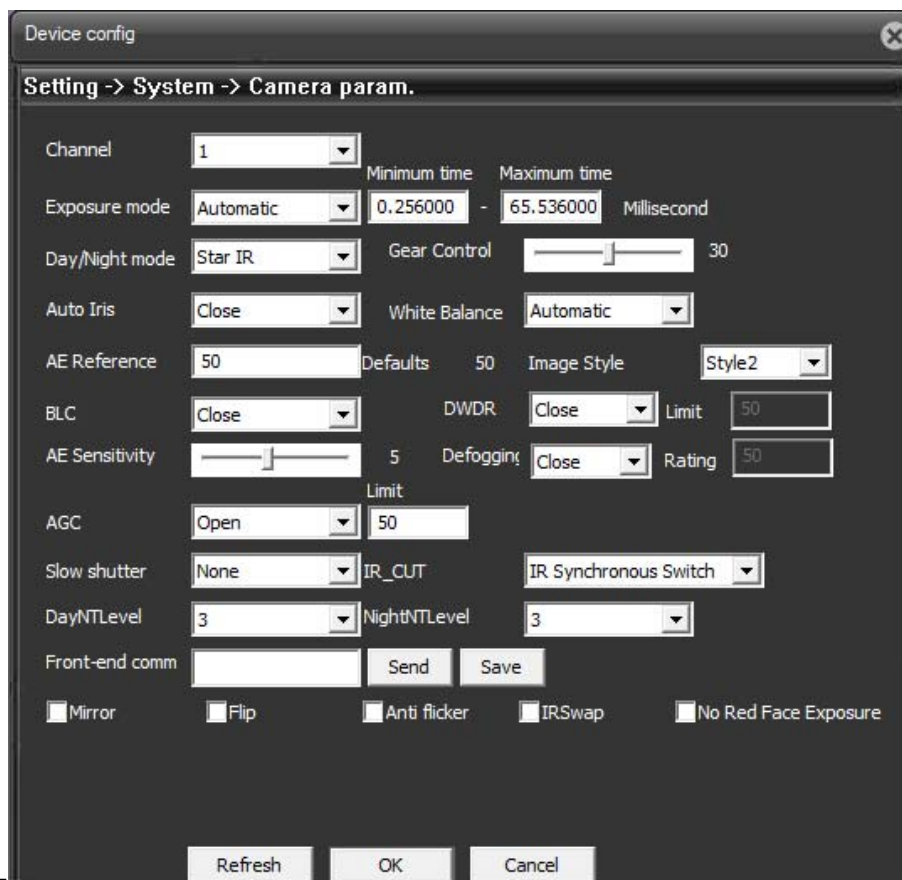 Device config
Setting -> System -> Camera param.
Channel 1
Minimum time Maximum time
Exposure mode Automatic 0.256000 - 65.536000 Millisecond
Day/Night mode Star IR Gear Control 30
Auto Iris Close White Balance Automatic
AE Reference 50 Defaults 50 Image Style Style2
BLC Close DWDR Close Limit 50
AE Sensitivity 5 Defogging Close Rating 50
Limit
AGC Open 50
Slow shutter None IR_CUT IR Synchronous Switch
DayNTLevel 3 NightNTLevel 3
Front-end comm Send Save
Mirror Flip Anti flicker IRSwap No Red Face Exposure
Refresh OK Cancel